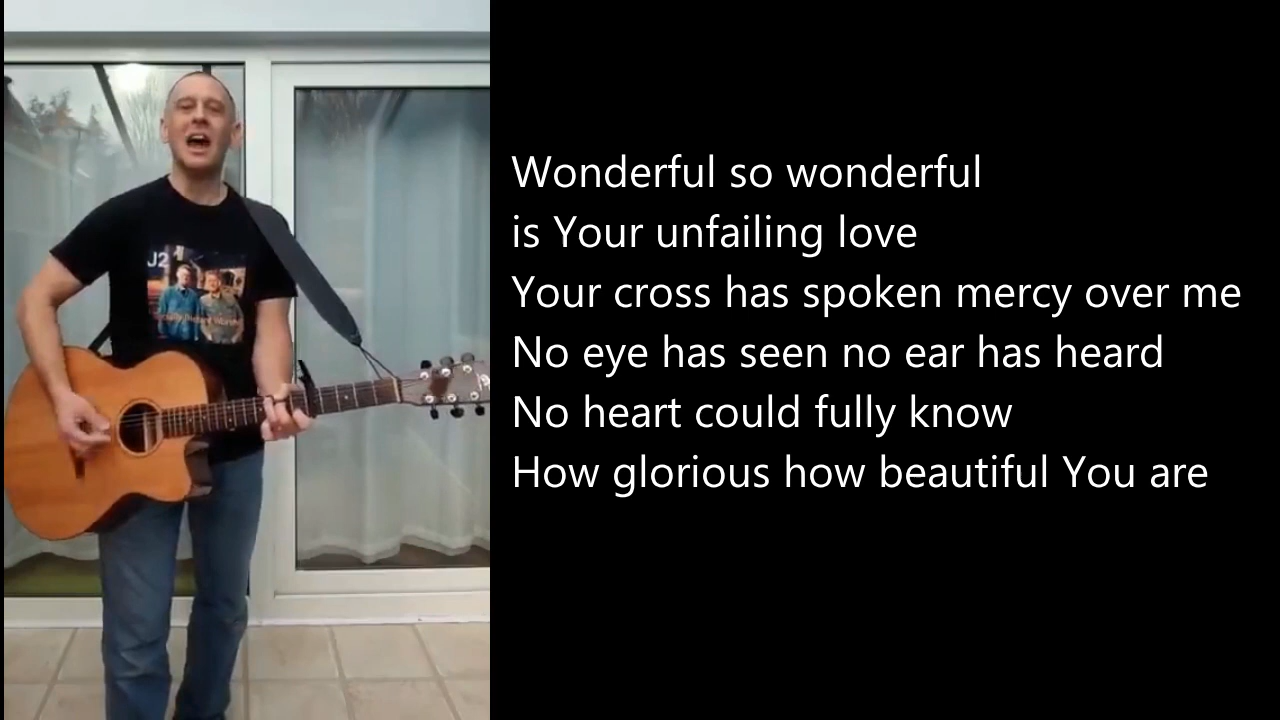 Wonderful so wonderful
is Your unfailing love
Your cross has spoken mercy over me
No eye has seen no ear has heard
No heart could fully know
How glorious how beautiful You are
J2